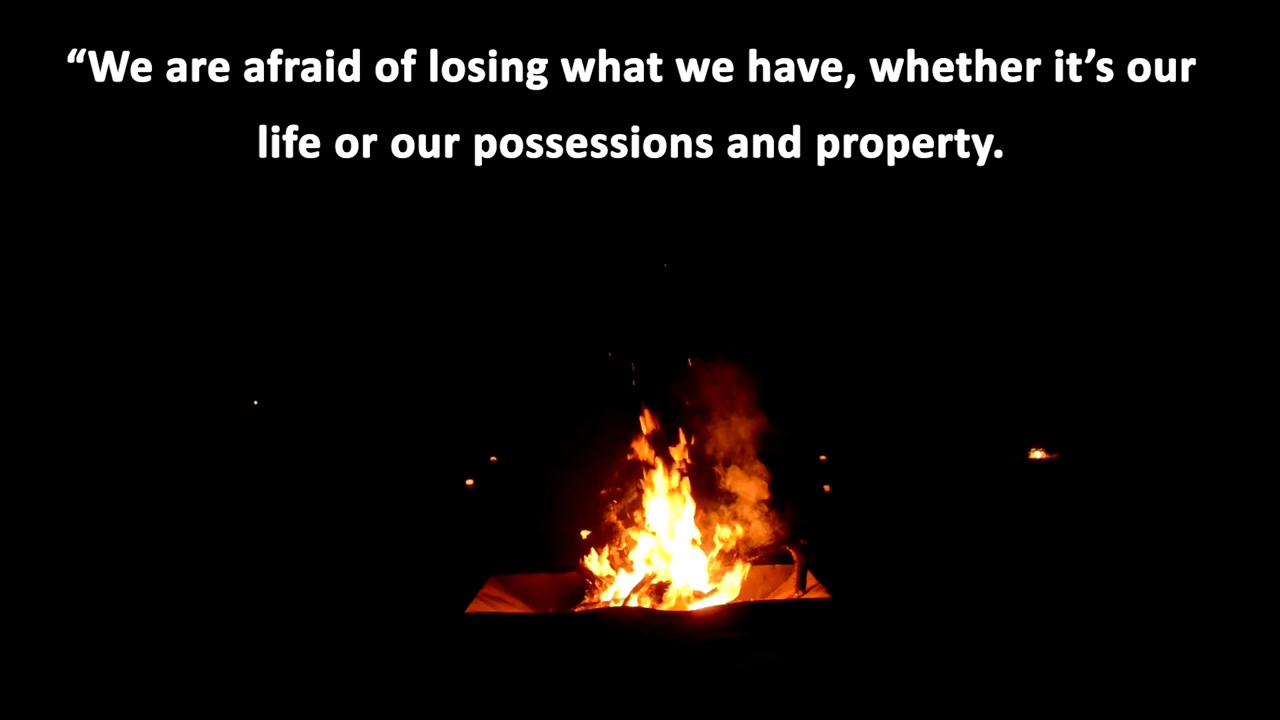 “We are afraid of losing what we have, whether it’s our
life or our possessions and property.